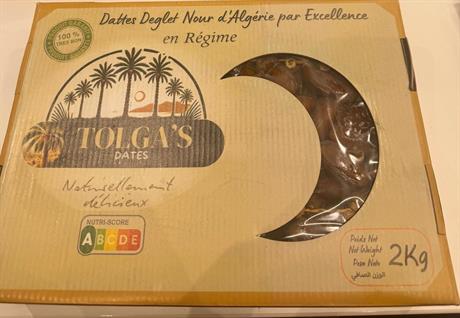 Dattes Deglet Nour d'Algérie par Excellence
en Régime
100 %
TRES BON
TOLGA'S
DATES
Naturellement
délicieux
NUTRI-SCORE
ABCDE
Poids Net
Net Weight
Peso Neto
الوزن الصافي
2Kg